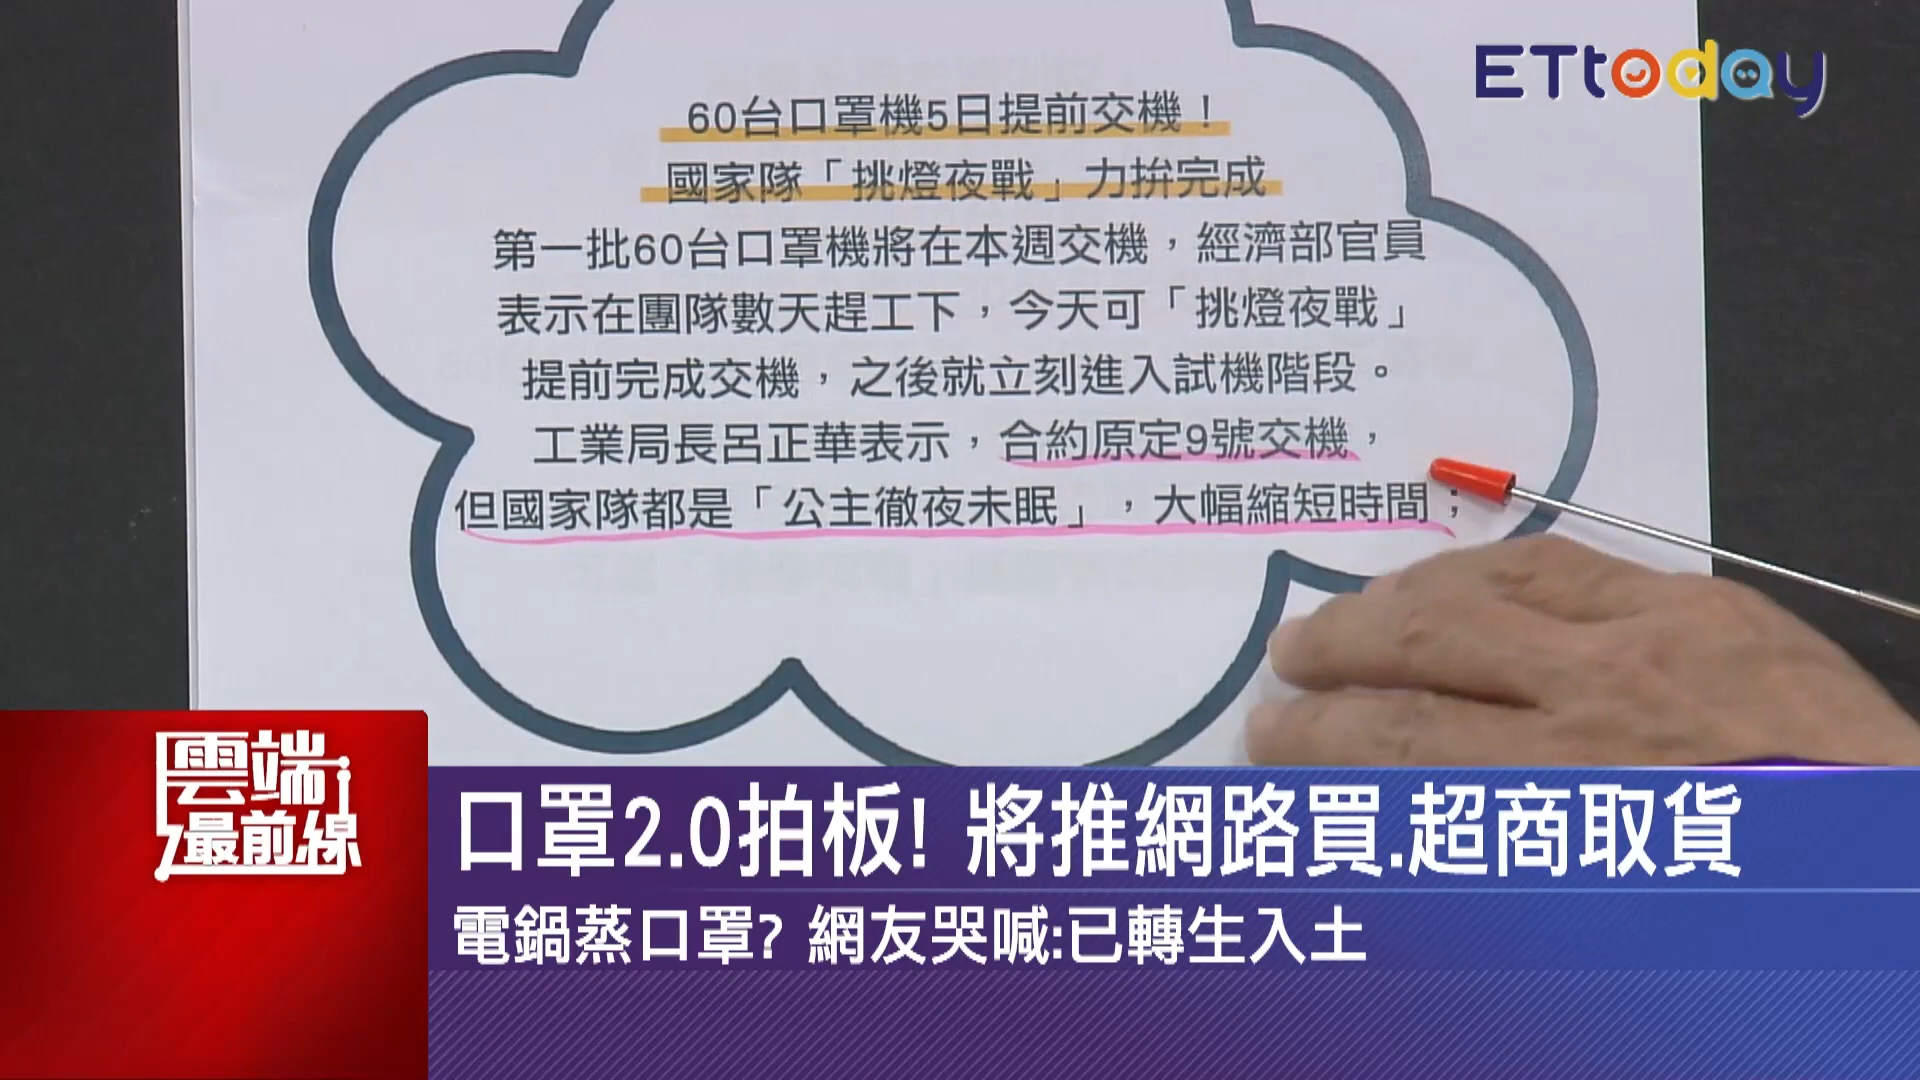 ETtoday
60台口罩機5日提前交機！
國家隊「挑燈夜戰」力拚完成
第一批60台口罩機將在本週交機，經濟部官員
表示在團隊數天趕工下，今天可「挑燈夜戰」
提前完成交機，之後就立刻進入試機階段。
工業局長呂正華表示，合約原定9號交機，
但國家隊都是「公主徹夜未眠」，大幅縮短時間；
雲端
最前線
口罩2.0拍板! 將推網路買.超商取貨
電鍋蒸口罩? 網友哭喊:已轉生入土